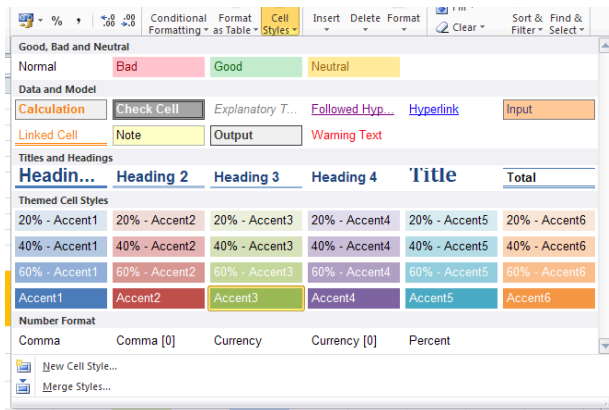 % , .00 .00 Conditional Format Cell Insert Delete Format Fill Sort & Find &
Formatting as Table Styles Clear Filter Select
Good, Bad and Neutral
Normal Bad Good Neutral
Data and Model
Calculation Check Cell Explanatory T... Followed Hyp... Hyperlink Input
Linked Cell Note Output Warning Text
Titles and Headings
Headin... Heading 2 Heading 3 Heading 4 Title Total
Themed Cell Styles
20% - Accent1 20% - Accent2 20% - Accent3 20% - Accent4 20% - Accent5 20% - Accent6
40% - Accent1 40% - Accent2 40% - Accent3 40% - Accent4 40% - Accent5 40% - Accent6
60% - Accent1 60% - Accent2 60% - Accent3 60% - Accent4 60% - Accent5 60% - Accent6
Accent1 Accent2 Accent3 Accent4 Accent5 Accent6
Number Format
Comma Comma [0] Currency Currency [0] Percent
New Cell Style...
Merge Styles...